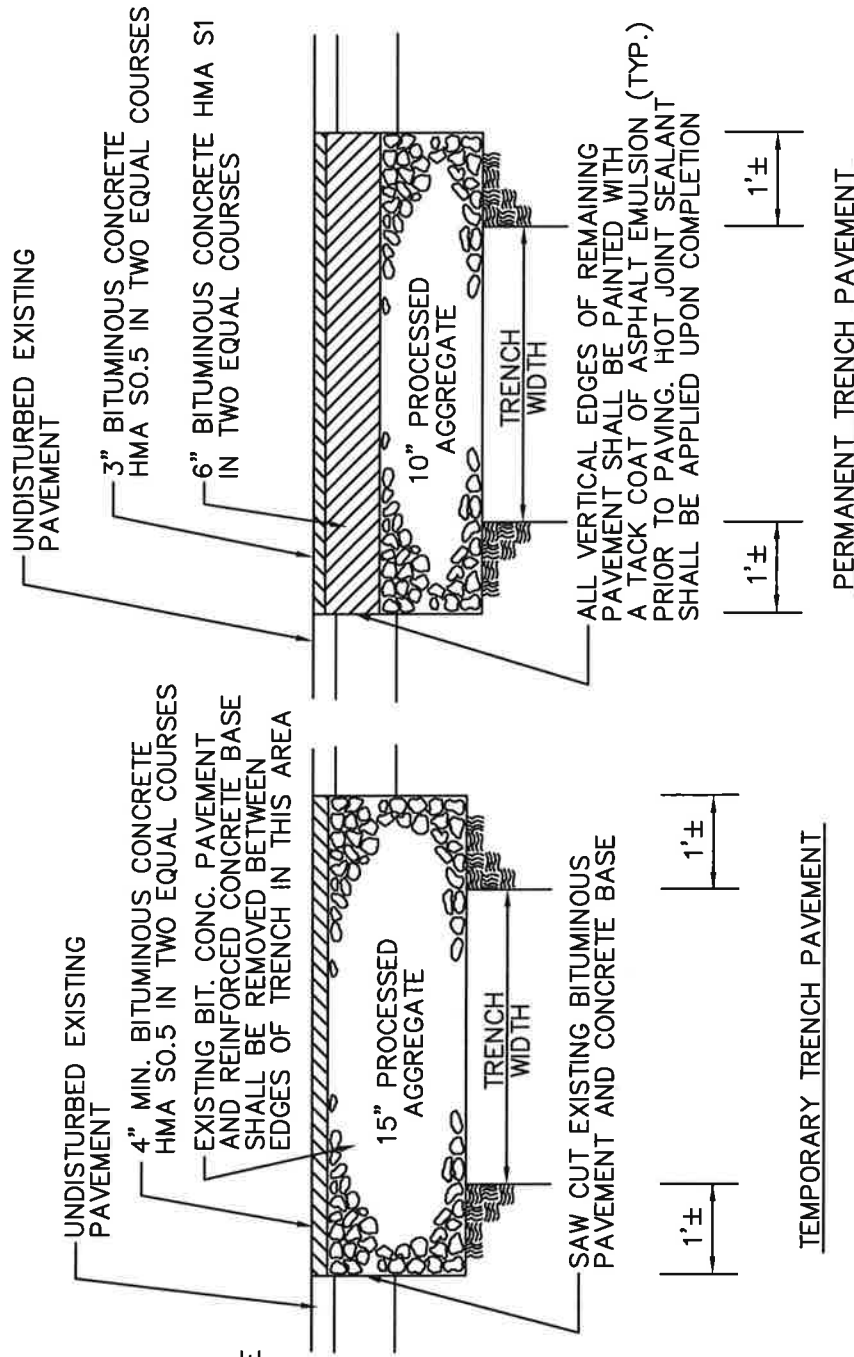 UNDISTURBED EXISTING
PAVEMENT
4" MIN. BITUMINOUS CONCRETE
HMA SO.5 IN TWO EQUAL COURSES
EXISTING BIT. CONC. PAVEMENT
AND REINFORCED CONCRETE BASE
SHALL BE REMOVED BETWEEN
EDGES OF TRENCH IN THIS AREA
15" PROCESSED
AGGREGATE
TRENCH
WIDTH
SAW CUT EXISTING BITUMINOUS
PAVEMENT AND CONCRETE BASE
1'±
1'±
TEMPORARY TRENCH PAVEMENT
UNDISTURBED EXISTING
PAVEMENT
3" BITUMINOUS CONCRETE
HMA SO.5 IN TWO EQUAL COURSES
6" BITUMINOUS CONCRETE HMA S1
IN TWO EQUAL COURSES
10" PROCESSED
AGGREGATE
TRENCH
WIDTH
ALL VERTICAL EDGES OF REMAINING
PAVEMENT SHALL BE PAINTED WITH
A TACK COAT OF ASPHALT EMULSION (TYP.)
PRIOR TO PAVING. HOT JOINT SEALANT
SHALL BE APPLIED UPON COMPLETION
1'±
1'±
PERMANENT TRENCH PAVEMENT